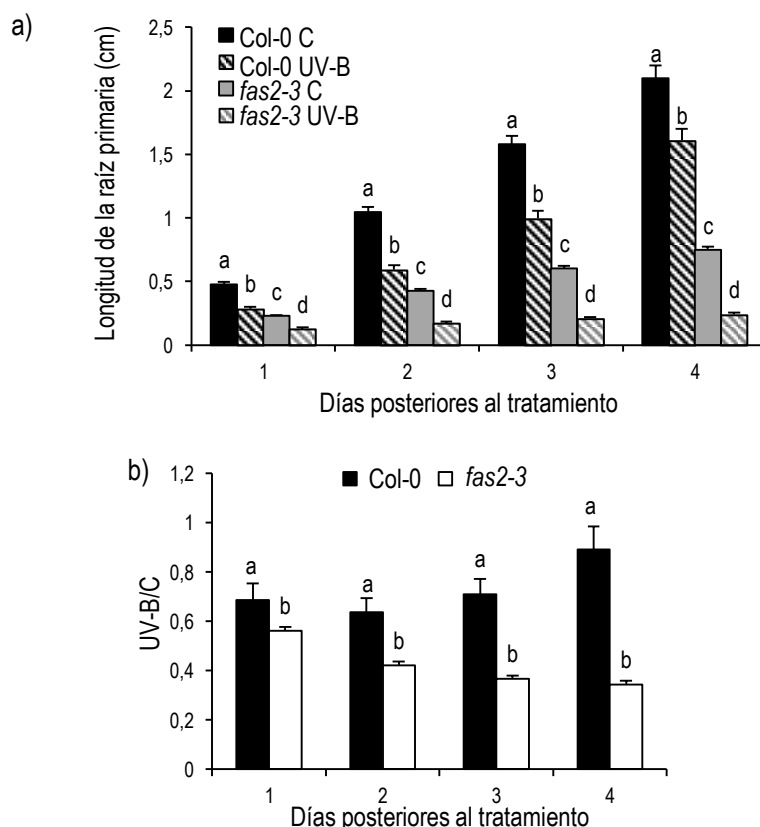 a)
Longitud de la raíz primaria (cm)
2,5
2
1,5
1
0,5
0
Col-0 C
Col-0 UV-B
fas2-3 C
fas2-3 UV-B
a b c d
a b c d
a b c d
a b c d
1 2 3 4
Días posteriores al tratamiento
b)
UV-B/C
1,2
1
0,8
0,6
0,4
0,2
0
Col-0 fas2-3
a b
a b
a b
a b
1 2 3 4
Días posteriores al tratamiento